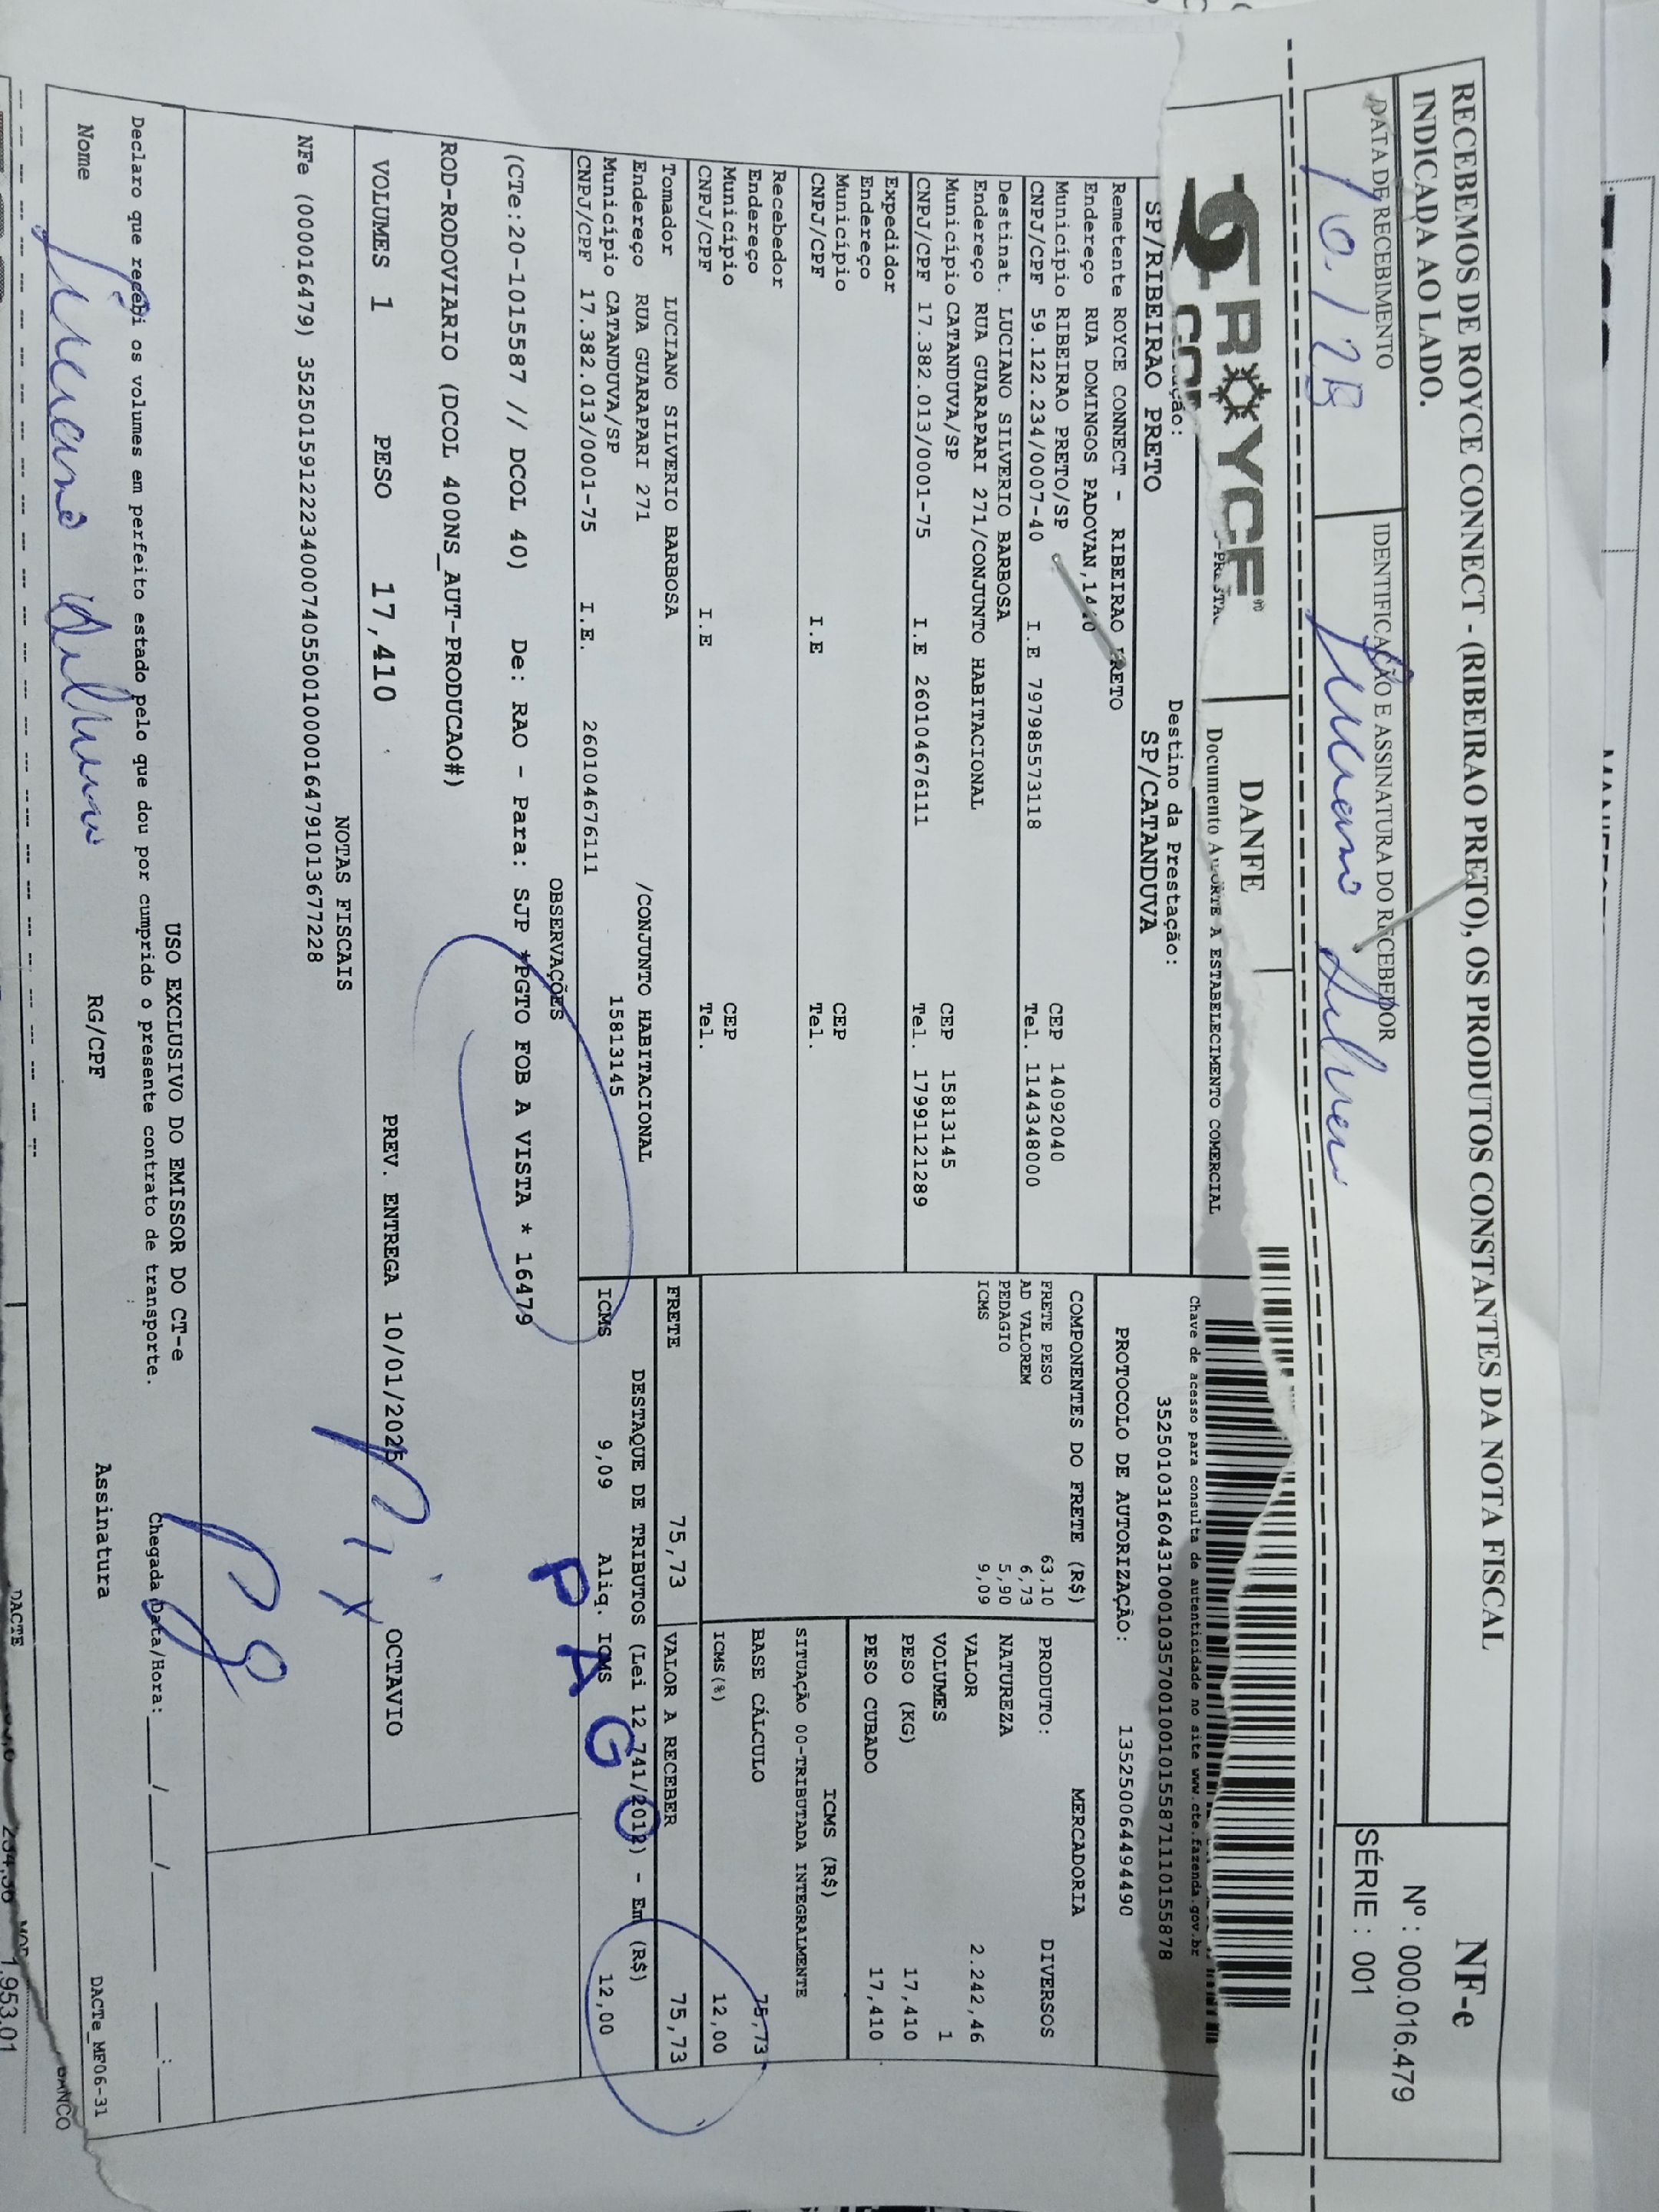 RECEBEMOS DE ROYCE CONNECT - (RIBEIRAO PRETO), OS PRODUTOS CONSTANTES DA NOTA FISCAL
INDICADA AO LADO.
NF-e
Nº : 000.016.479
SÉRIE : 001
DATA DE RECEBIMENTO
IDENTIFICAÇÃO E ASSINATURA DO RECEBEDOR
ROYCE®
DANFE
Documento
A ESTABELECIMENTO COMERCIAL
SP/RIBEIRAO PRETO
Destino da Prestação:
SP/CATANDUVA
Chave de acesso para consulta de autenticidade no site www.cte.fazenda.gov.br
35250103160431000103570010010155871110155878
PROTOCOLO DE AUTORIZAÇÃO: 135250064494490
Remetente ROYCE CONNECT - RIBEIRAO PRETO
Endereço RUA DOMINGOS PADOVAN,
Município RIBEIRAO PRETO/SP CEP 14092040
CNPJ/CPF 59.122.234/0007-40 I.E 797985573118 Tel. 1144348000
Destinat. LUCIANO SILVERIO BARBOSA
Endereço RUA GUARAPARI 271/CONJUNTO HABITACIONAL
Município CATANDUVA/SP CEP 15813145
CNPJ/CPF 17.382.013/0001-75 I.E 260104676111 Tel. 17991121289
Expedidor
Endereço
Município CEP
CNPJ/CPF I.E Tel.
Recebedor
Endereço
Município CEP
CNPJ/CPF I.E Tel.
Tomador LUCIANO SILVERIO BARBOSA
Endereço RUA GUARAPARI 271 /CONJUNTO HABITACIONAL
Município CATANDUVA/SP 15813145
CNPJ/CPF 17.382.013/0001-75 I.E. 260104676111
COMPONENTES DO FRETE (R$)
FRETE PESO 63,10
AD VALOREM 6,73
PEDAGIO 5,90
ICMS 9,09
MERCADORIA
PRODUTO: DIVERSOS
NATUREZA
VALOR 2.242,46
VOLUMES 1
PESO (KG) 17,410
PESO CUBADO 17,410
ICMS (R$)
SITUAÇÃO 00-TRIBUTADA INTEGRALMENTE
BASE CÁLCULO 75,73
ICMS(%) 12,00
FRETE 75,73 VALOR A RECEBER 75,73
DESTAQUE DE TRIBUTOS (Lei 12.741/2012) - Em (R$)
ICMS 9,09 Aliq. ICMS 12,00
PAGO
OBSERVAÇÕES
(CTe:20-1015587 // DCOL 40) De: RAO - Para: SJP *PGTO FOB A VISTA * 16479
ROD-RODOVIARIO (DCOL 400NS_AUT-PRODUCAO#)
VOLUMES 1 PESO 17,410 PREV. ENTREGA 10/01/2025 OCTAVIO
Pix
Pg
NOTAS FISCAIS
NFe (000016479) 35250159122234000740550010000164791013677228
USO EXCLUSIVO DO EMISSOR DO CT-e
Declaro que recebi os volumes em perfeito estado pelo que dou por cumprido o presente contrato de transporte.
Chegada Data/Hora: ___/___/______ ___:___
Nome RG/CPF Assinatura
DACTe_MF06-31
DACTE
1.953,01